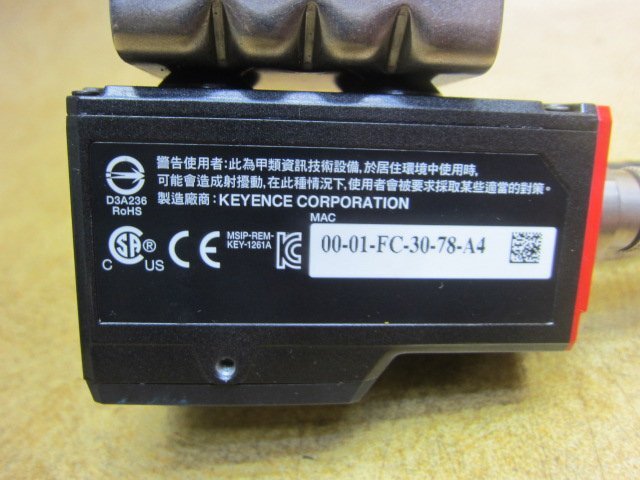 警告使用者:此為甲類資訊技術設備,於居住環境中使用時,
可能會造成射頻擾動,在此種情況下,使用者會被要求採取某些適當的對策。
製造廠商:KEYENCE CORPORATION
D3A236
RoHS
MAC
C US
MSIP-REM-
KEY-1261A
00-01-FC-30-78-A4